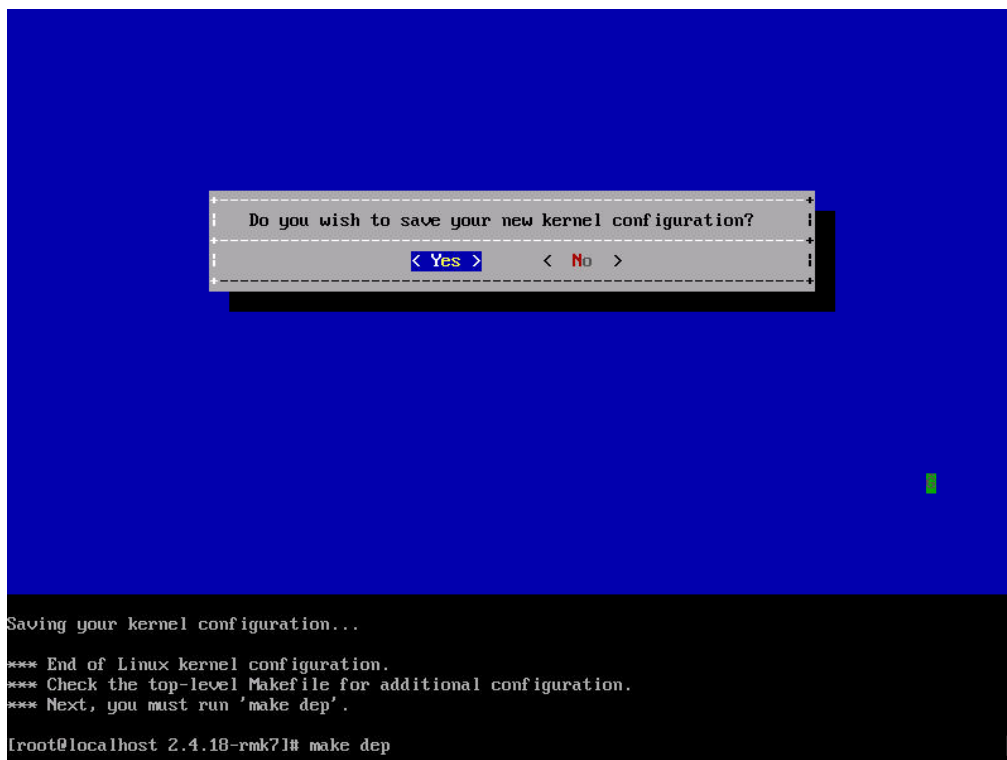 Do you wish to save your new kernel configuration?
< Yes > < No >
Saving your kernel configuration...
*** End of Linux kernel configuration.
*** Check the top-level Makefile for additional configuration.
*** Next, you must run 'make dep'.
[root@localhost 2.4.18-rmk7]# make dep